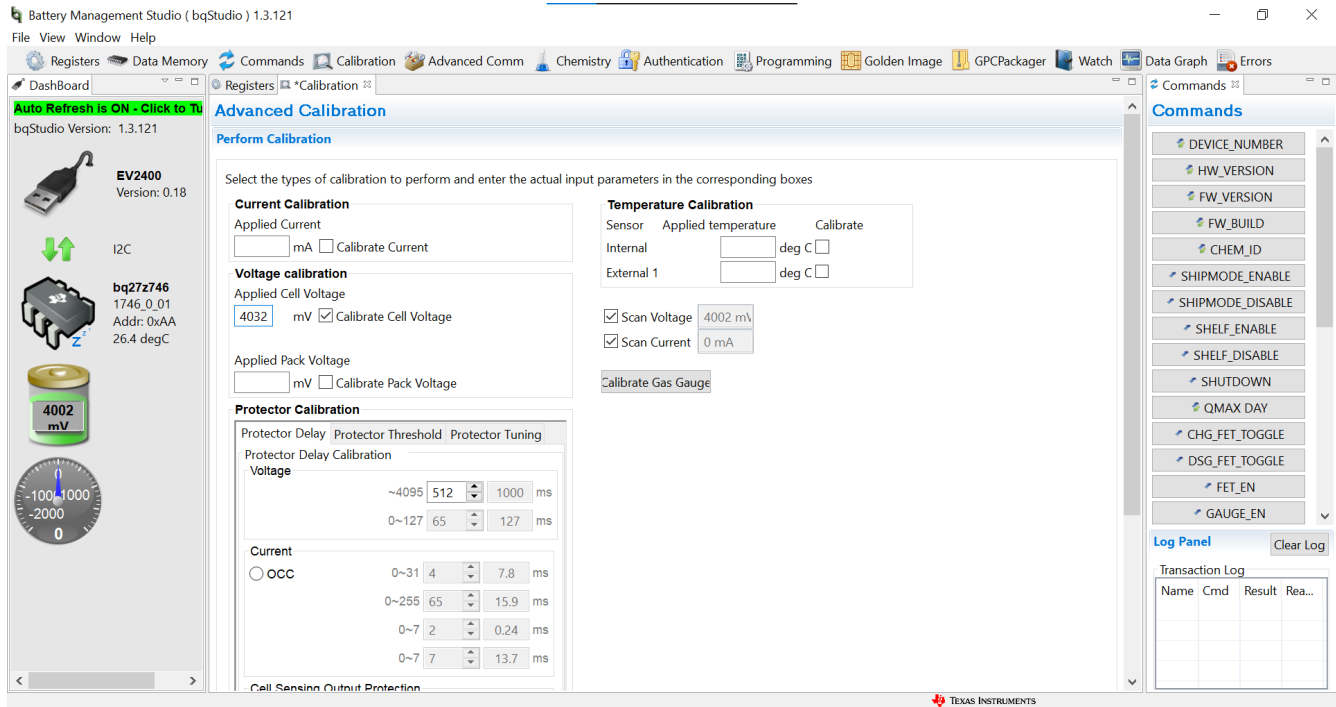 Battery Management Studio ( bqStudio ) 1.3.121
File View Window Help
Registers Data Memory Commands Calibration Advanced Comm Chemistry Authentication Programming Golden Image GPCPackager Watch Data Graph Errors
DashBoard
Auto Refresh is ON - Click to Tu
bqStudio Version: 1.3.121
EV2400
Version: 0.18
I2C
bq27z746
1746_0_01
Addr: 0xAA
26.4 degC
z z
4002
mV
0
-1000 1000
-2000
0
Registers *Calibration
Advanced Calibration
Perform Calibration
Select the types of calibration to perform and enter the actual input parameters in the corresponding boxes
Current Calibration
Applied Current
mA Calibrate Current
Voltage calibration
Applied Cell Voltage
4032 mV Calibrate Cell Voltage
Applied Pack Voltage
mV Calibrate Pack Voltage
Temperature Calibration
Sensor Applied temperature Calibrate
Internal deg C
External 1 deg C
Scan Voltage 4002 mV
Scan Current 0 mA
Calibrate Gas Gauge
Protector Calibration
Protector Delay Protector Threshold Protector Tuning
Protector Delay Calibration
Voltage
~4095 512 1000 ms
0~127 65 127 ms
Current
OCC 0~31 4 7.8 ms
0~255 65 15.9 ms
0~7 2 0.24 ms
0~7 7 13.7 ms
Cell Sensing Output Protection
Commands
Commands
DEVICE_NUMBER
HW_VERSION
FW_VERSION
FW_BUILD
CHEM_ID
SHIPMODE_ENABLE
SHIPMODE_DISABLE
SHELF_ENABLE
SHELF_DISABLE
SHUTDOWN
QMAX DAY
CHG_FET_TOGGLE
DSG_FET_TOGGLE
FET_EN
GAUGE_EN
Log Panel
Clear Log
Transaction Log
Name Cmd Result Rea...
TEXAS INSTRUMENTS